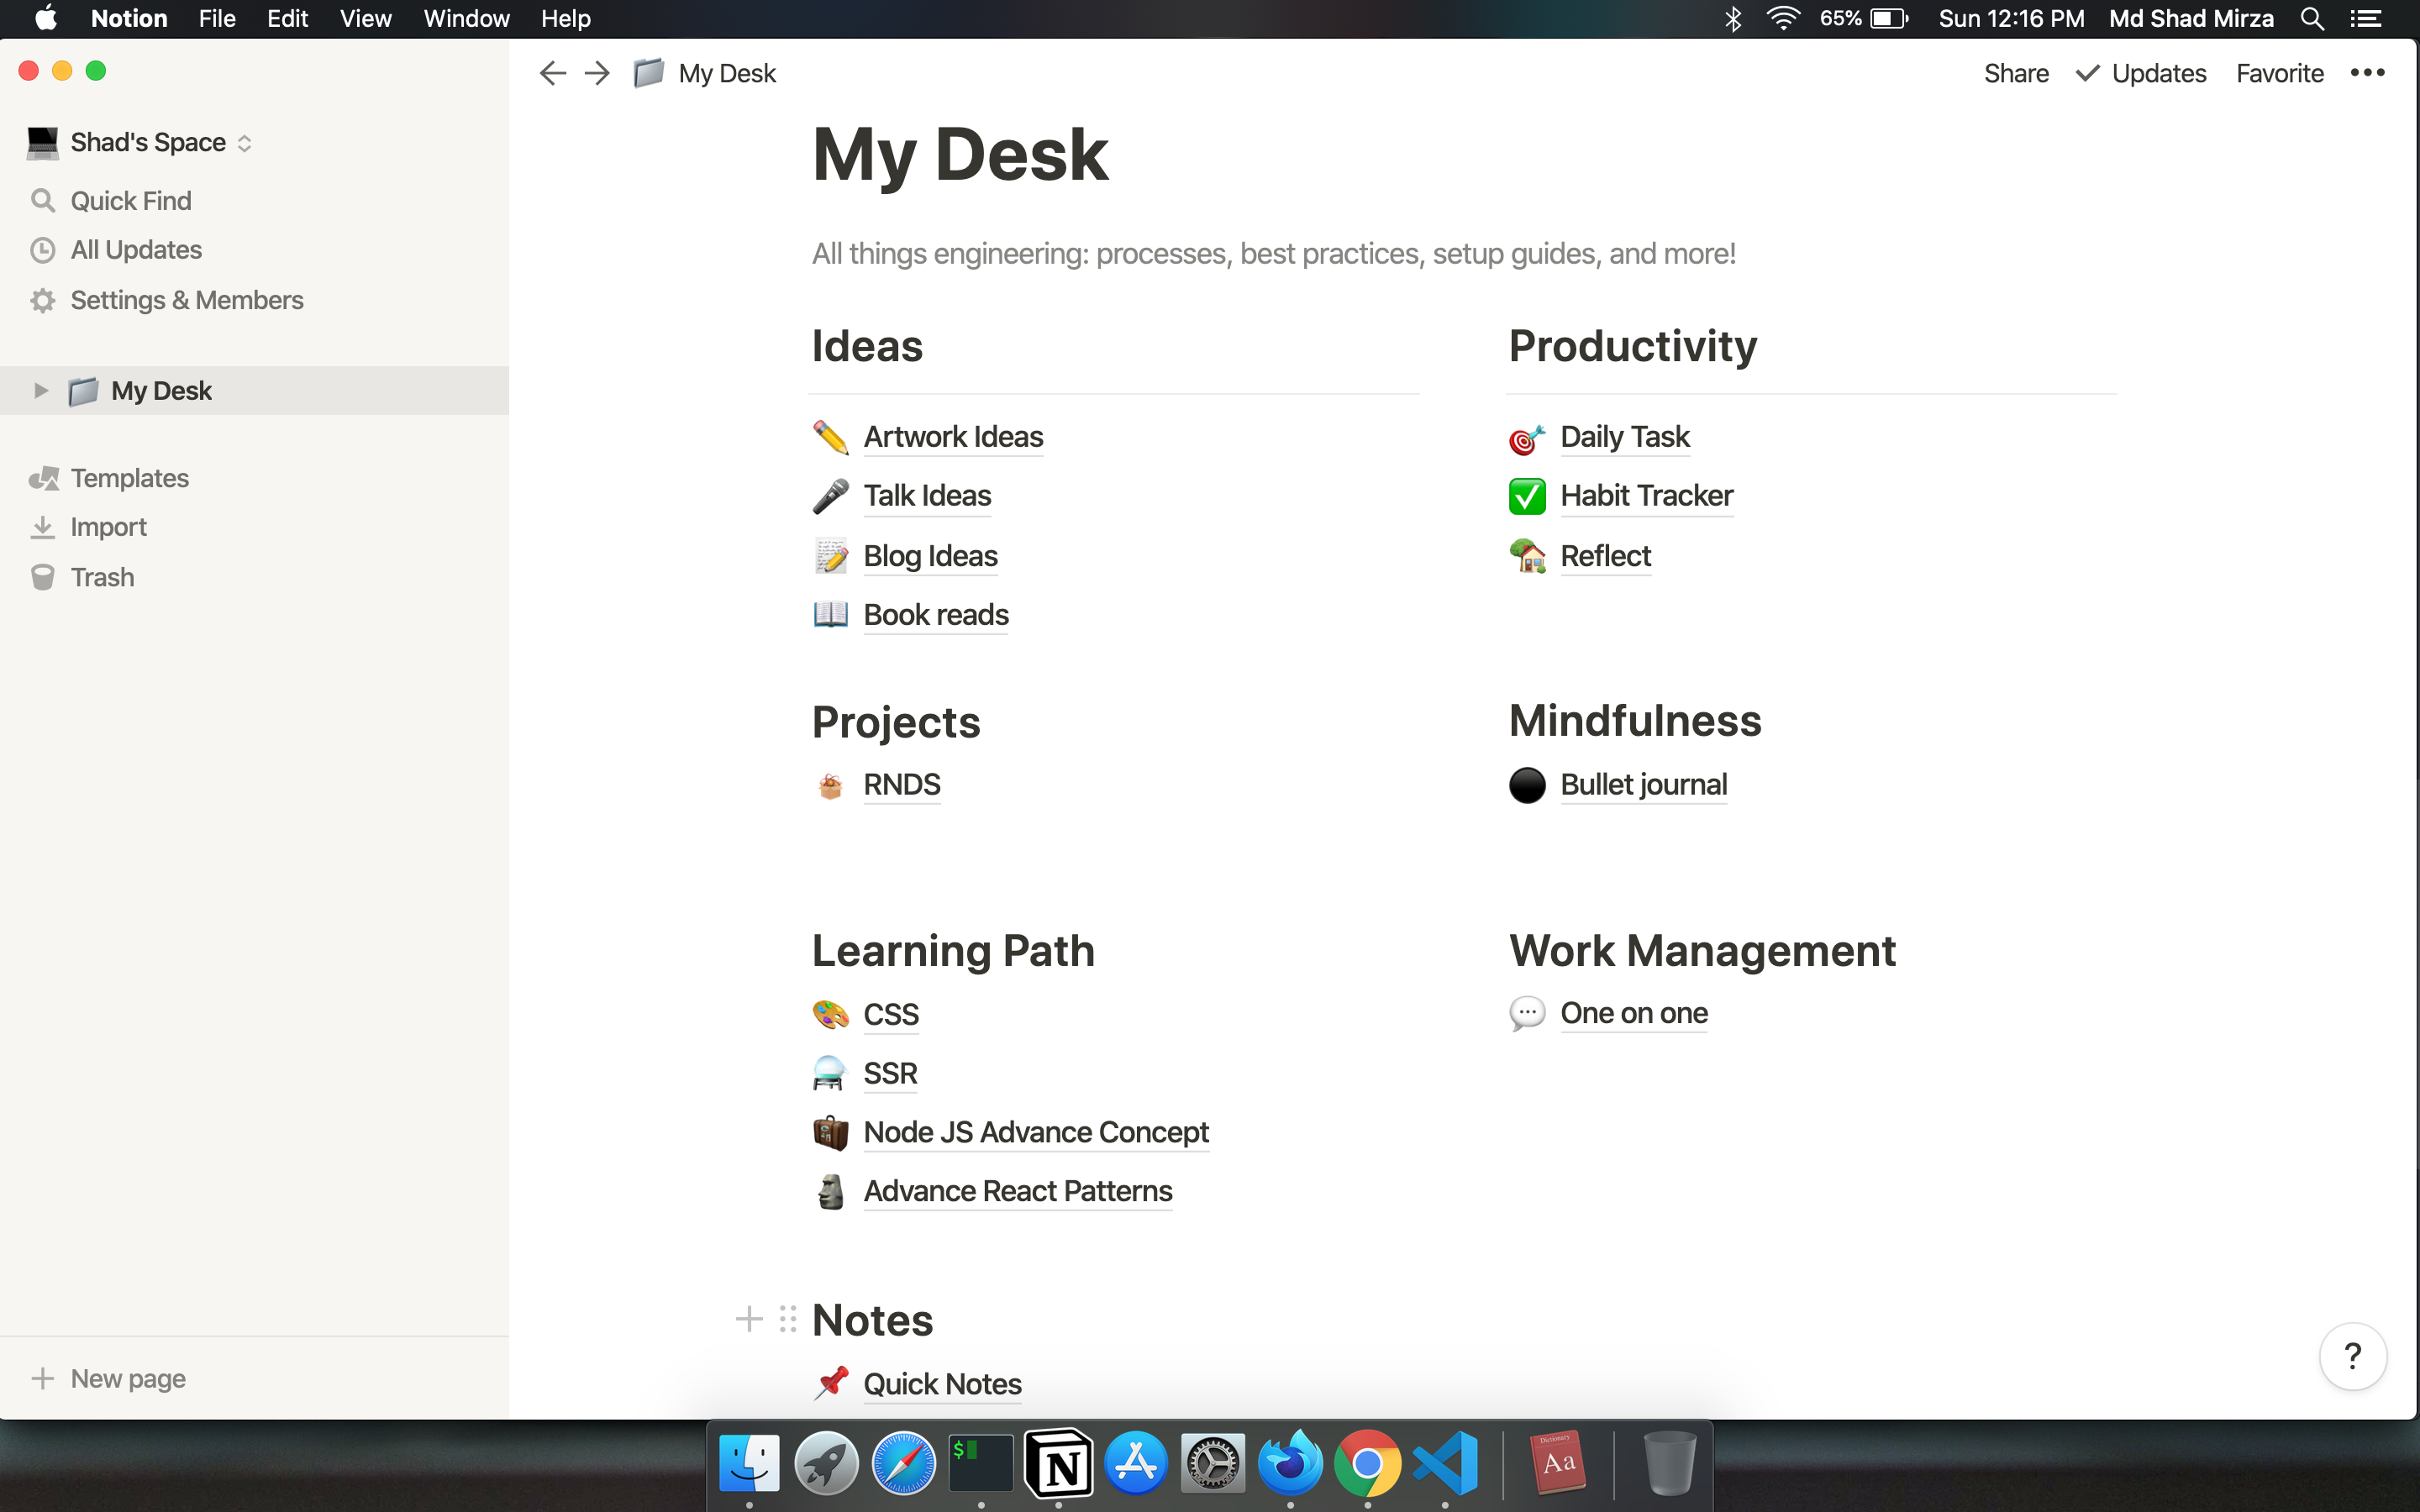 Notion File Edit View Window Help 65% Sun 12:16 PM Md Shad Mirza
My Desk Share Updates Favorite
Shad's Space
Quick Find
All Updates
Settings & Members
My Desk
Templates
Import
Trash
New page
My Desk
All things engineering: processes, best practices, setup guides, and more!
Ideas
Artwork Ideas
Talk Ideas
Blog Ideas
Book reads
Productivity
Daily Task
Habit Tracker
Reflect
Projects
RNDS
Mindfulness
Bullet journal
Learning Path
CSS
SSR
Node JS Advance Concept
Advance React Patterns
Work Management
One on one
Notes
Quick Notes
?
$
N
Dictionary
Aa